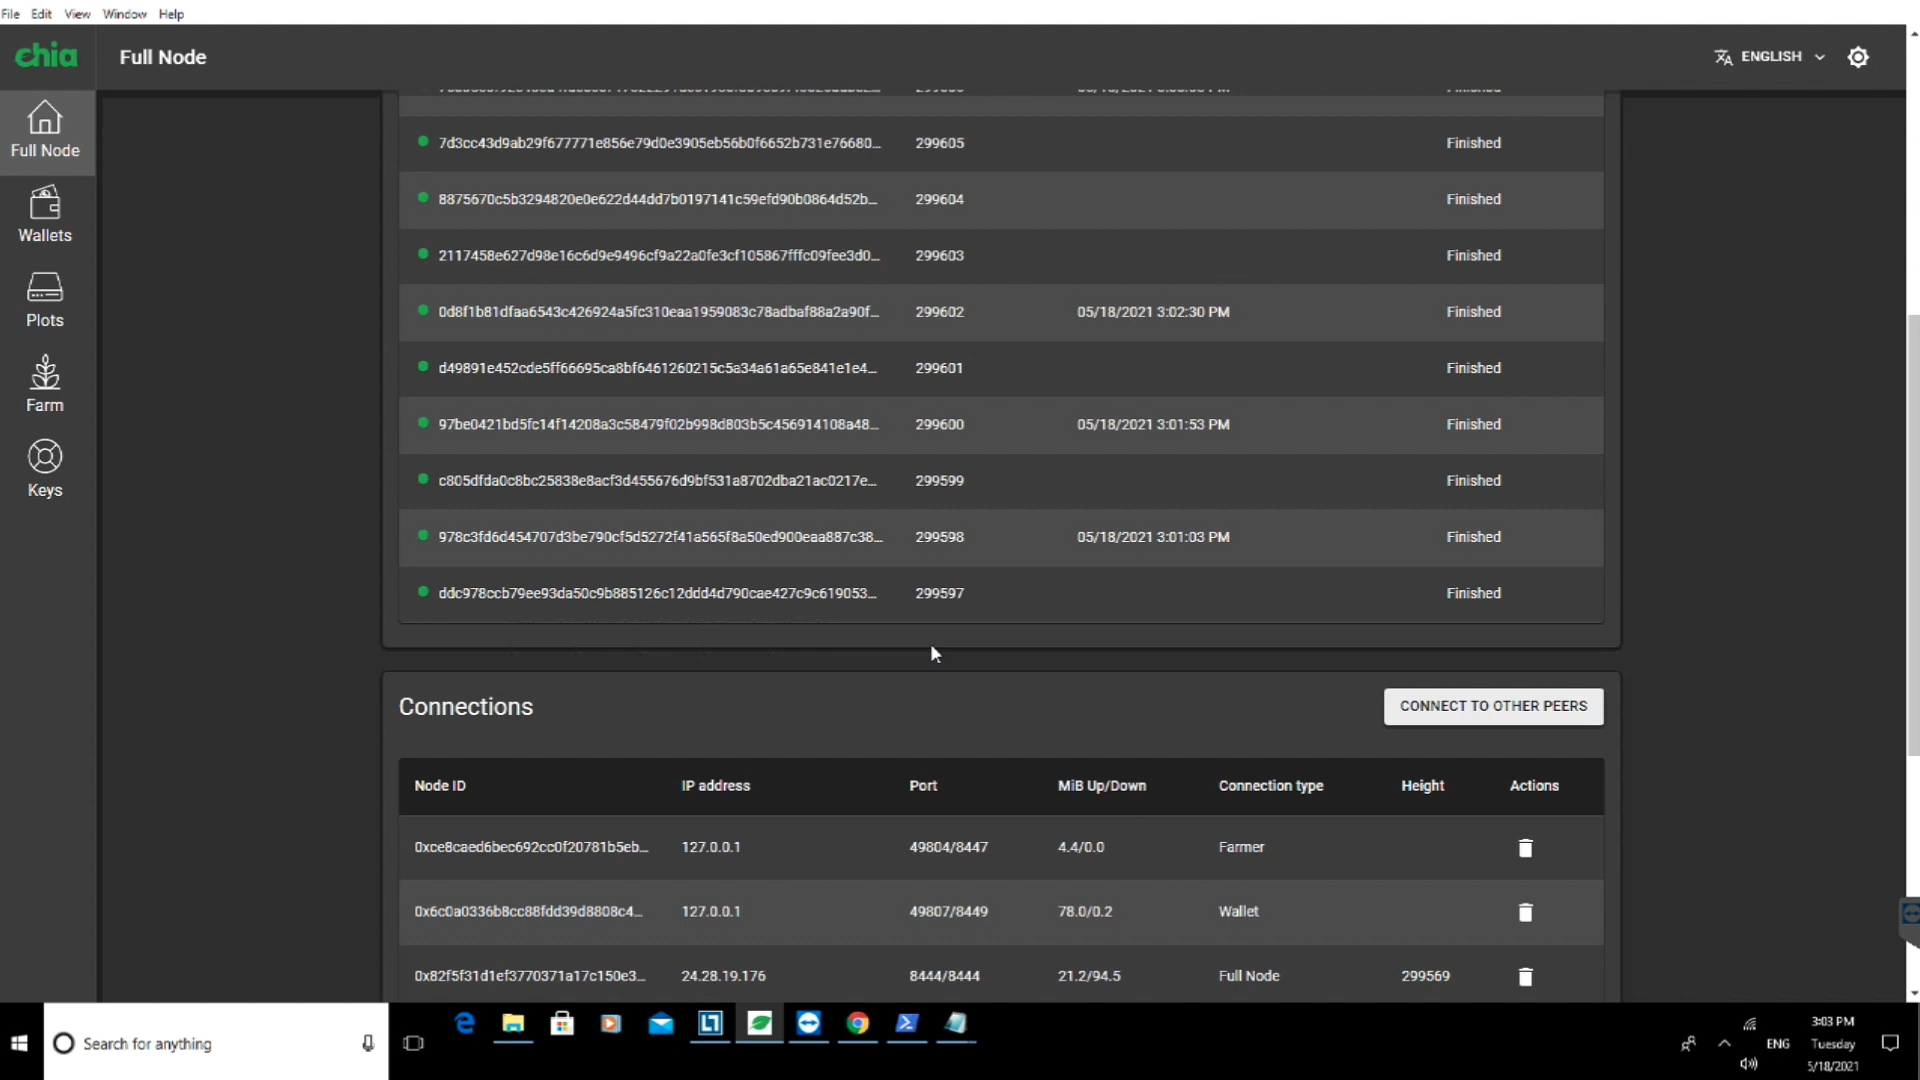 File Edit View Window Help
chia Full Node ENGLISH
Full Node
Wallets
Plots
Farm
Keys
7d3cc43d9ab29f677771e856e79d0e3905eb56b0f6652b731e76680... 299605 Finished
8875670c5b3294820e0e622d44dd7b0197141c59efd90b0864d52b... 299604 Finished
2117458e627d98e16c6d9e9496cf9a22a0fe3cf105867fffc09fee3d0... 299603 Finished
0d8f1b81dfaa6543c426924a5fc310eaa1959083c78adbaf88a2a90f... 299602 05/18/2021 3:02:30 PM Finished
d49891e452cde5ff66695ca8bf6461260215c5a34a61a65e841e1e4... 299601 Finished
97be0421bd5fc14f14208a3c58479f02b998d803b5c456914108a48... 299600 05/18/2021 3:01:53 PM Finished
c805dfda0c8bc25838e8acf3d455676d9bf531a8702dba21ac0217e... 299599 Finished
978c3fd6d454707d3be790cf5d5272f41a565f8a50ed900eaa887c38... 299598 05/18/2021 3:01:03 PM Finished
ddc978ccb79ee93da50c9b885126c12ddd4d790cae427c9c619053... 299597 Finished
Connections CONNECT TO OTHER PEERS
Node ID IP address Port MiB Up/Down Connection type Height Actions
0xce8caed6bec692cc0f20781b5eb... 127.0.0.1 49804/8447 4.4/0.0 Farmer
0x6c0a0336b8cc88fdd39d8808c4... 127.0.0.1 49807/8449 78.0/0.2 Wallet
0x82f5f31d1ef3770371a17c150e3... 24.28.19.176 8444/8444 21.2/94.5 Full Node 299569
Search for anything
ENG
3:03 PM
Tuesday
5/18/2021